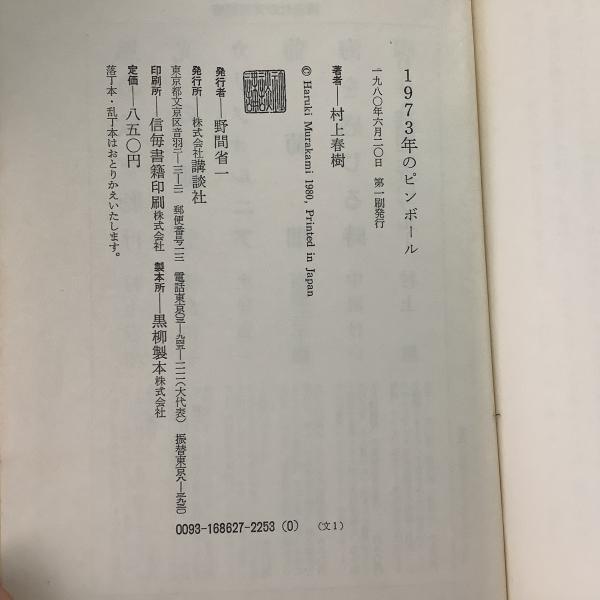 1973年のピンボール
一九八〇年六月二〇日 第一刷発行
著者―村上春樹
© Haruki Murakami 1980, Printed in Japan
発行者―野間省一
発行所―株式会社講談社
東京都文京区音羽二―一二―二一 郵便番号一一二 電話東京〇三―九四五―一一一一(大代表) 振替東京八―三九三〇
印刷所―信毎書籍印刷株式会社 製本所―黒柳製本株式会社
定価―八五〇円
落丁本・乱丁本はおとりかえいたします。
0093-168627-2253 (0) (文1)